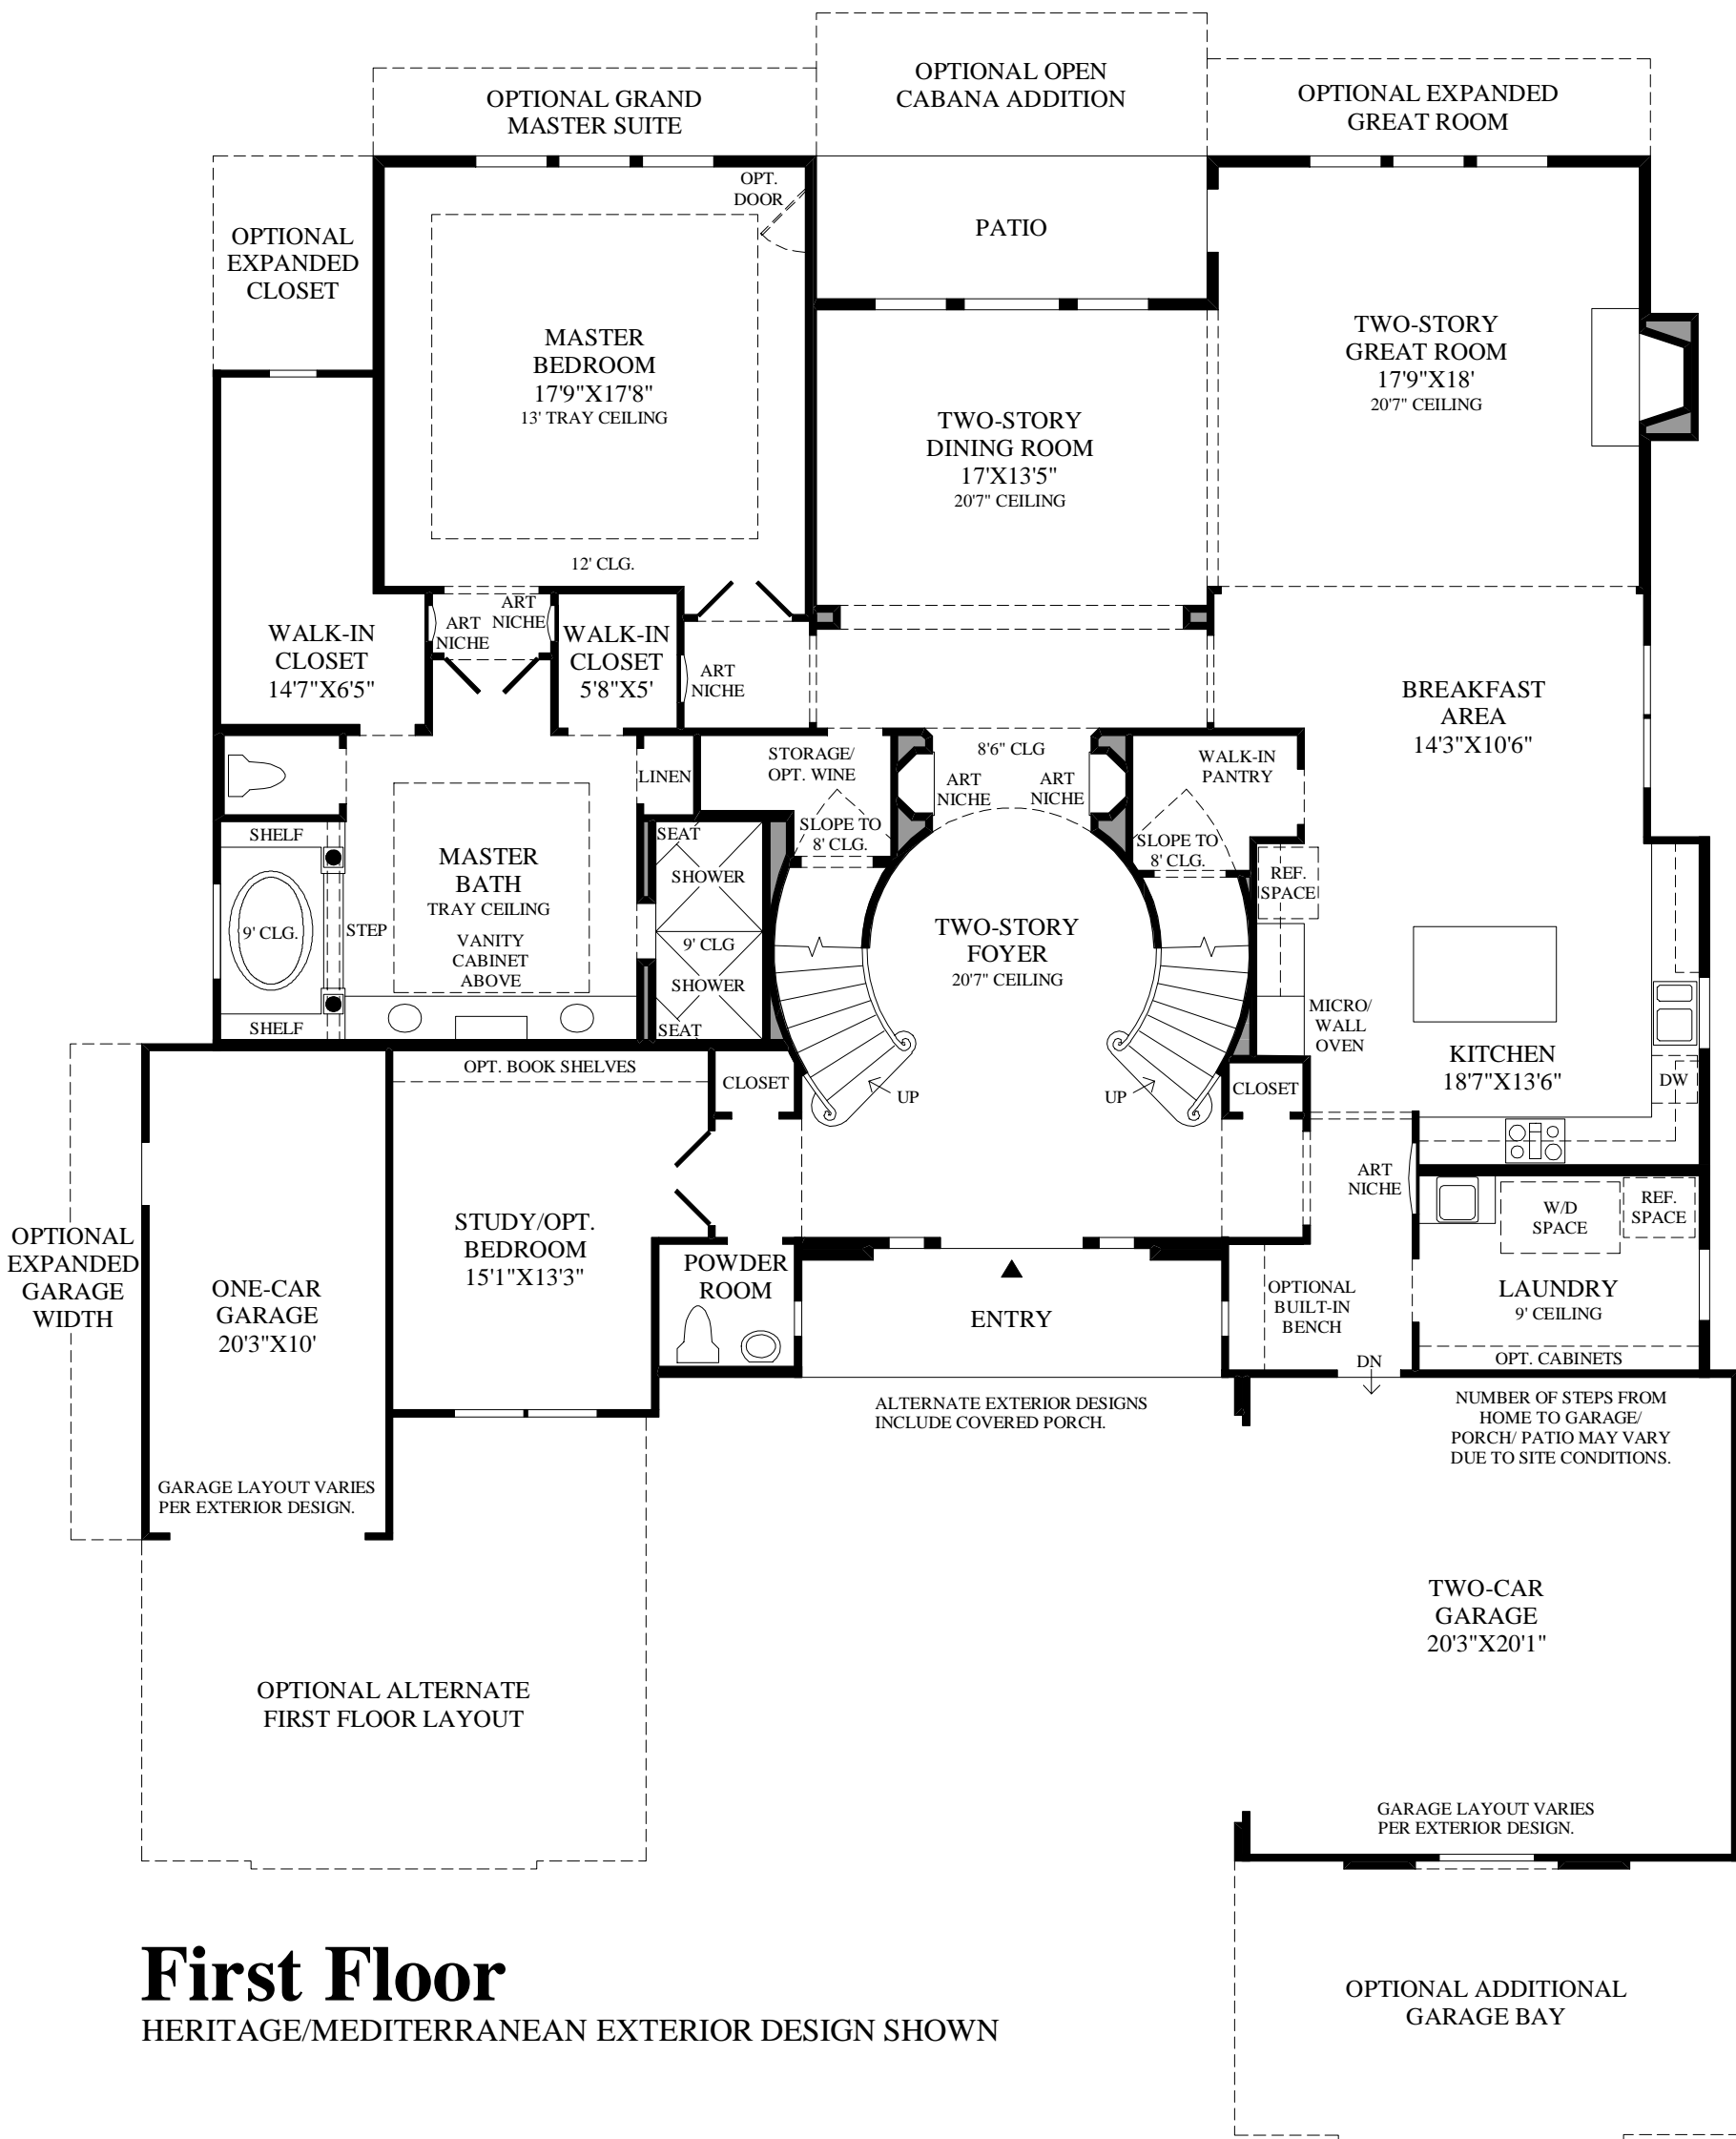 OPTIONAL OPEN
CABANA ADDITION
OPTIONAL GRAND
MASTER SUITE
OPTIONAL EXPANDED
GREAT ROOM
OPT.
DOOR
PATIO
OPTIONAL
EXPANDED
CLOSET
MASTER
BEDROOM
17'9"X17'8"
13' TRAY CEILING
12' CLG.
TWO-STORY
GREAT ROOM
17'9"X18'
20'7" CEILING
TWO-STORY
DINING ROOM
17'X13'5"
20'7" CEILING
WALK-IN
CLOSET
14'7"X6'5"
ART
NICHE
ART
NICHE
WALK-IN
CLOSET
5'8"X5'
ART
NICHE
BREAKFAST
AREA
14'3"X10'6"
STORAGE/
OPT. WINE
8'6" CLG
ART
NICHE
ART
NICHE
WALK-IN
PANTRY
LINEN
SLOPE TO
8' CLG.
SLOPE TO
8' CLG.
SHELF
MASTER
BATH
TRAY CEILING
VANITY
CABINET
ABOVE
9' CLG.
STEP
SHELF
SEAT
SHOWER
9' CLG
SHOWER
SEAT
TWO-STORY
FOYER
20'7" CEILING
REF.
SPACE
MICRO/
WALL
OVEN
KITCHEN
18'7"X13'6"
DW
OPT. BOOK SHELVES
CLOSET
UP
UP
CLOSET
ART
NICHE
W/D
SPACE
REF.
SPACE
STUDY/OPT.
BEDROOM
15'1"X13'3"
OPTIONAL
EXPANDED
GARAGE
WIDTH
ONE-CAR
GARAGE
20'3"X10'
POWDER
ROOM
ENTRY
OPTIONAL
BUILT-IN
BENCH
LAUNDRY
9' CEILING
OPT. CABINETS
DN
ALTERNATE EXTERIOR DESIGNS
INCLUDE COVERED PORCH.
NUMBER OF STEPS FROM
HOME TO GARAGE/
PORCH/ PATIO MAY VARY
DUE TO SITE CONDITIONS.
GARAGE LAYOUT VARIES
PER EXTERIOR DESIGN.
TWO-CAR
GARAGE
20'3"X20'1"
OPTIONAL ALTERNATE
FIRST FLOOR LAYOUT
GARAGE LAYOUT VARIES
PER EXTERIOR DESIGN.
First Floor
HERITAGE/MEDITERRANEAN EXTERIOR DESIGN SHOWN
OPTIONAL ADDITIONAL
GARAGE BAY